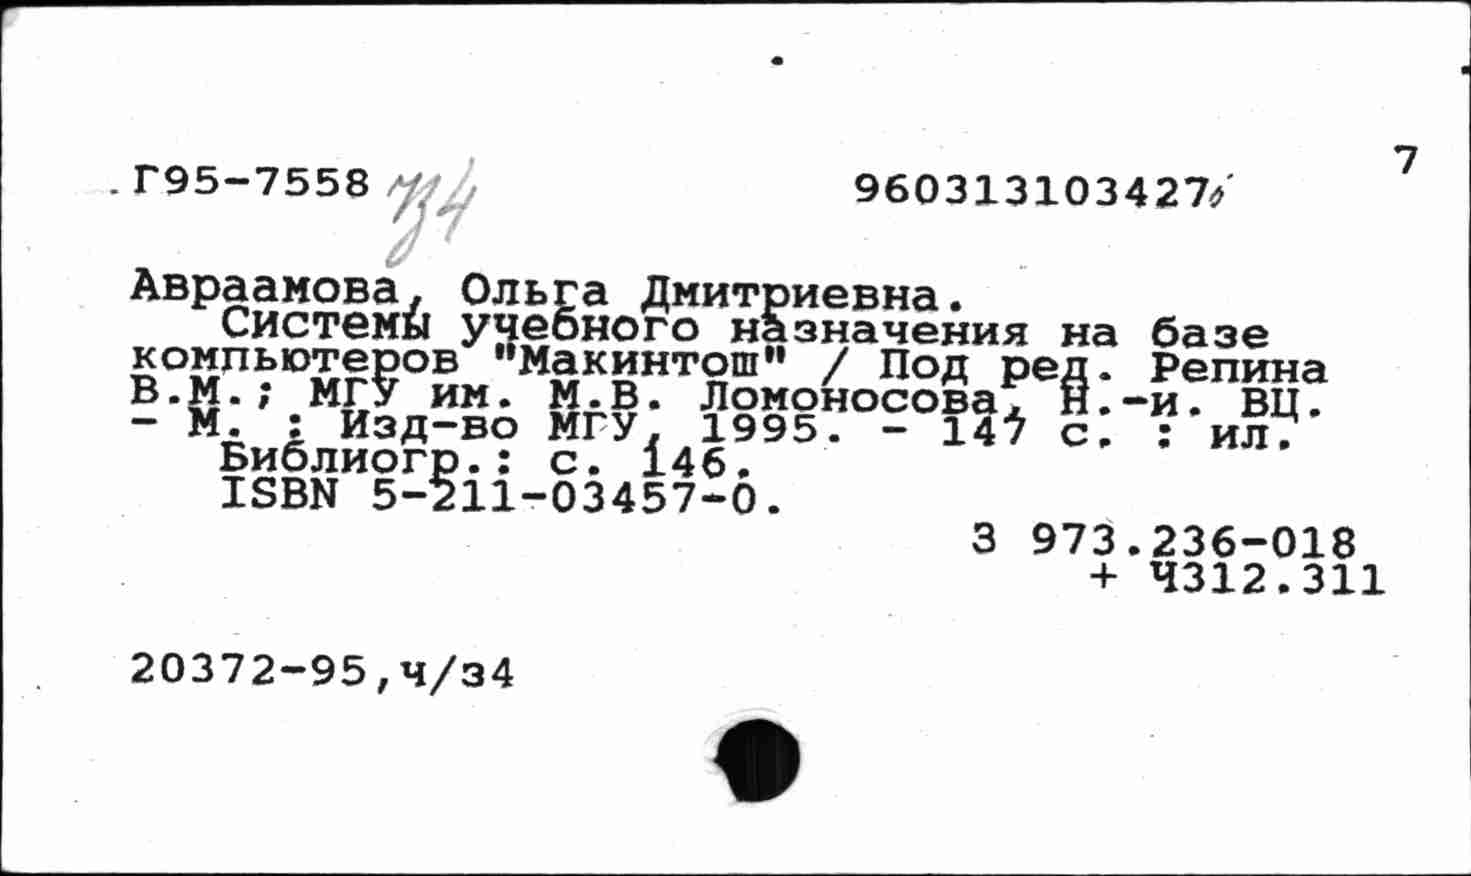 7
Г95-7558 ч/з4 960313103427
Авраамова, Ольга Дмитриевна.
Системы учебного назначения на базе
компьютеров "Макинтош" / Под ред. Репина
В.М.; МГУ им. М.В. Ломоносова, Н.-и. ВЦ.
- М. : Изд-во МГУ, 1995. - 147 с. : ил.
Библиогр.: с. 146.
ISBN 5-211-03457-0.
З 973.236-018
+ Ч312.311
20372-95,ч/з4